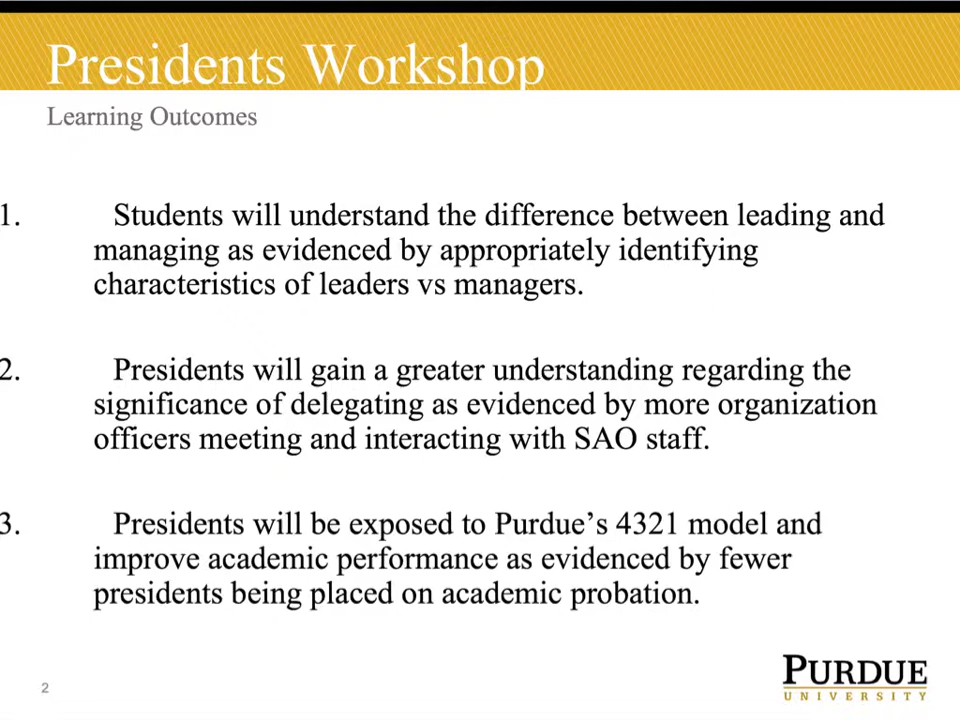 Presidents Workshop
Learning Outcomes
1. Students will understand the difference between leading and
managing as evidenced by appropriately identifying
characteristics of leaders vs managers.
2. Presidents will gain a greater understanding regarding the
significance of delegating as evidenced by more organization
officers meeting and interacting with SAO staff.
3. Presidents will be exposed to Purdue’s 4321 model and
improve academic performance as evidenced by fewer
presidents being placed on academic probation.
2
PURDUE
UNIVERSITY